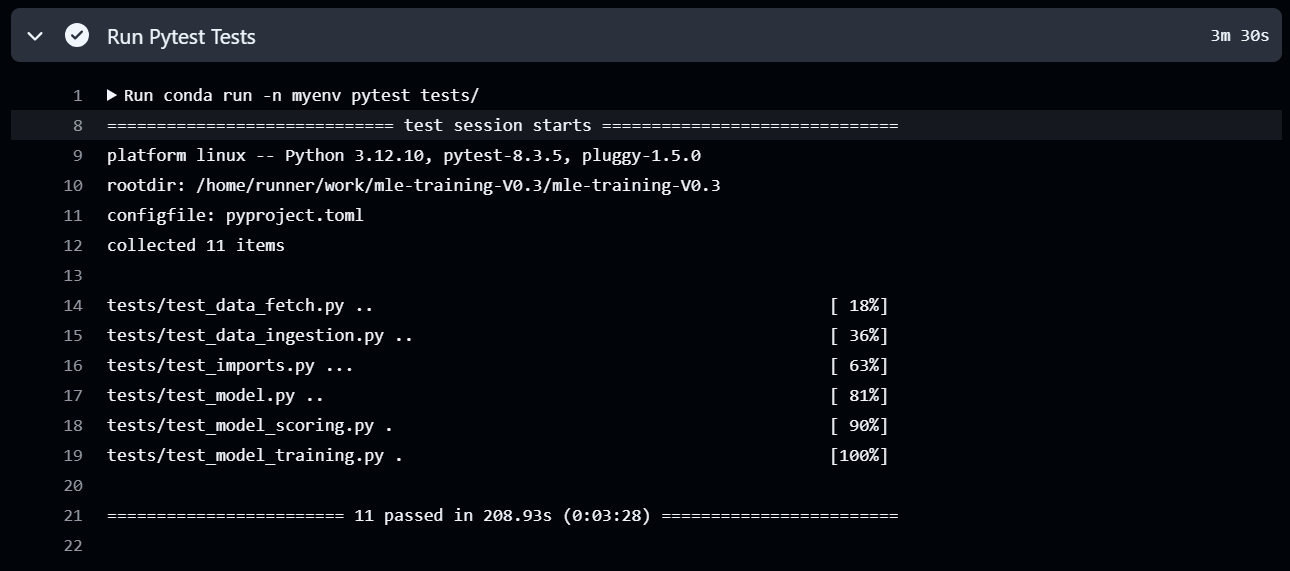 Run Pytest Tests 3m 30s
1 Run conda run -n myenv pytest tests/
8 ============================= test session starts ==============================
9 platform linux -- Python 3.12.10, pytest-8.3.5, pluggy-1.5.0
10 rootdir: /home/runner/work/mle-training-V0.3/mle-training-V0.3
11 configfile: pyproject.toml
12 collected 11 items
13
14 tests/test_data_fetch.py .. [ 18%]
15 tests/test_data_ingestion.py .. [ 36%]
16 tests/test_imports.py ... [ 63%]
17 tests/test_model.py .. [ 81%]
18 tests/test_model_scoring.py . [ 90%]
19 tests/test_model_training.py . [100%]
20
21 ======================== 11 passed in 208.93s (0:03:28) ========================
22